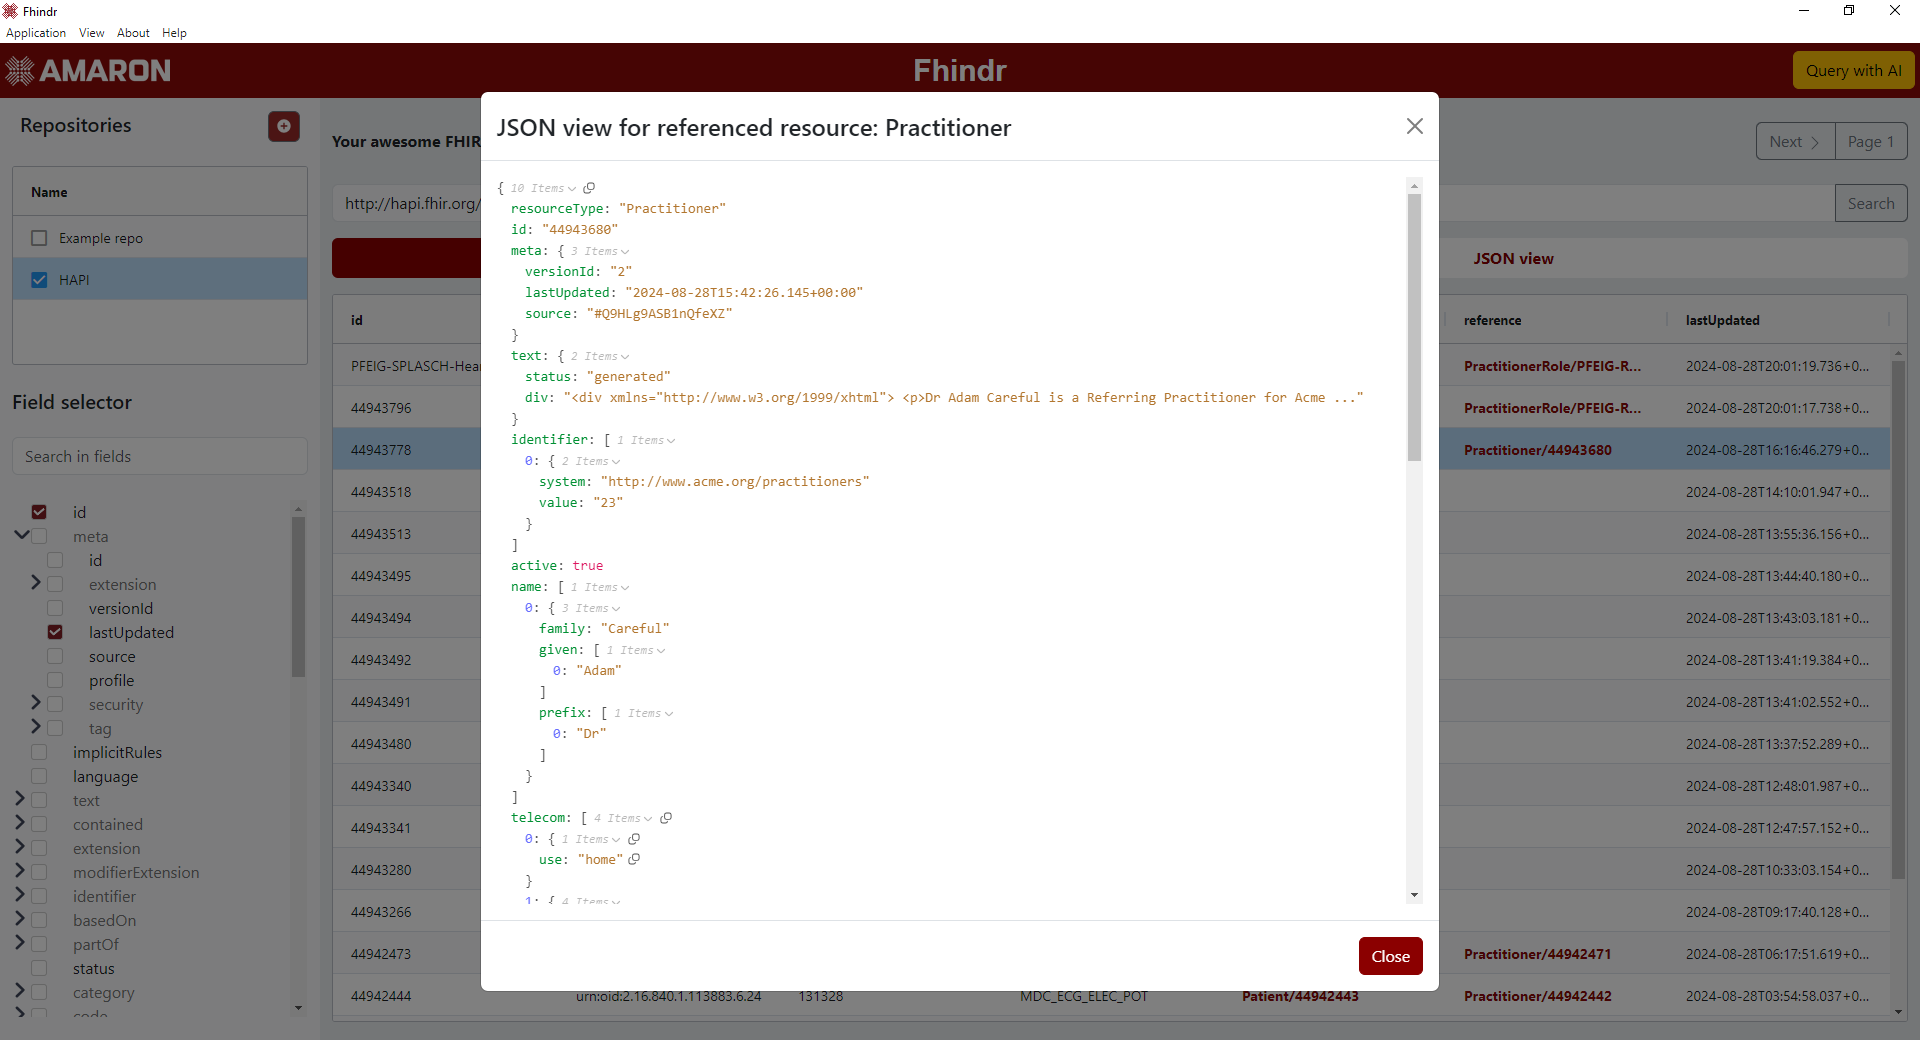 Fhindr
Application View About Help
AMARON
Fhindr
Query with AI
Repositories
Name
Example repo
HAPI
Field selector
Search in fields
id
meta
id
extension
versionId
lastUpdated
source
profile
security
tag
implicitRules
language
text
contained
extension
modifierExtension
identifier
basedOn
partOf
status
category
code
Your awesome FHIR
Next
Page 1
http://hapi.fhir.org/
Search
JSON view
id reference lastUpdated
PFEIG-SPLASCH-Hea PractitionerRole/PFEIG-R... 2024-08-28T20:01:19.736+0...
44943796 PractitionerRole/PFEIG-R... 2024-08-28T20:01:17.738+0...
44943778 Practitioner/44943680 2024-08-28T16:16:46.279+0...
44943518 2024-08-28T14:10:01.947+0...
44943513 2024-08-28T13:55:36.156+0...
44943495 2024-08-28T13:44:40.180+0...
44943494 2024-08-28T13:43:03.181+0...
44943492 2024-08-28T13:41:19.384+0...
44943491 2024-08-28T13:41:02.552+0...
44943480 2024-08-28T13:37:52.289+0...
44943340 2024-08-28T12:48:01.987+0...
44943341 2024-08-28T12:47:57.152+0...
44943280 2024-08-28T10:33:03.154+0...
44943266 2024-08-28T09:17:40.128+0...
44942473 Practitioner/44942471 2024-08-28T06:17:51.619+0...
44942444 urn:oid:2.16.840.1.113883.6.24 131328 MDC_ECG_ELEC_POT Patient/44942443 Practitioner/44942442 2024-08-28T03:54:58.037+0...
JSON view for referenced resource: Practitioner
{ 10 Items
resourceType: "Practitioner"
id: "44943680"
meta: { 3 Items
versionId: "2"
lastUpdated: "2024-08-28T15:42:26.145+00:00"
source: "#Q9HLg9ASB1nQfeXZ"
}
text: { 2 Items
status: "generated"
div: "<div xmlns="http://www.w3.org/1999/xhtml"> <p>Dr Adam Careful is a Referring Practitioner for Acme ..."
}
identifier: [ 1 Items
0: { 2 Items
system: "http://www.acme.org/practitioners"
value: "23"
}
]
active: true
name: [ 1 Items
0: { 3 Items
family: "Careful"
given: [ 1 Items
0: "Adam"
]
prefix: [ 1 Items
0: "Dr"
]
}
]
telecom: [ 4 Items
0: { 1 Items
use: "home"
}
1: { 4 Items
Close